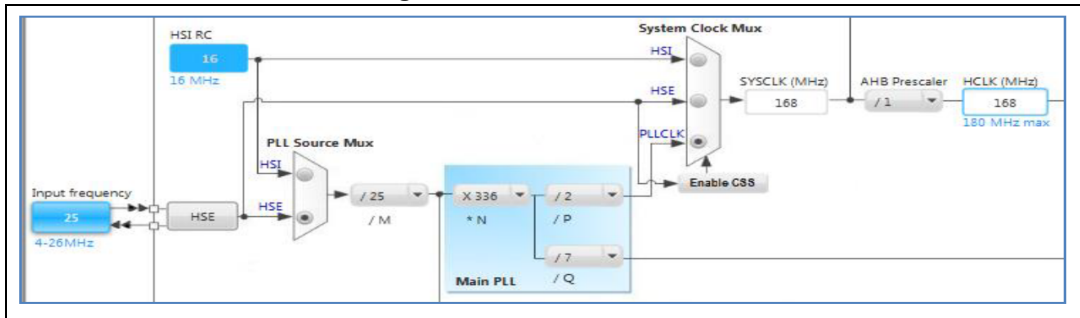 System Clock Mux
HSI RC
16
16 MHz
HSI
HSE
PLLCLK
SYSCLK (MHz)
168
AHB Prescaler
/ 1
HCLK (MHz)
168
180 MHz max
Enable CSS
PLL Source Mux
HSI
HSE
Input frequency
25
4-26MHz
HSE
/ 25
/ M
X 336
* N
/ 2
/ P
/ 7
/ Q
Main PLL